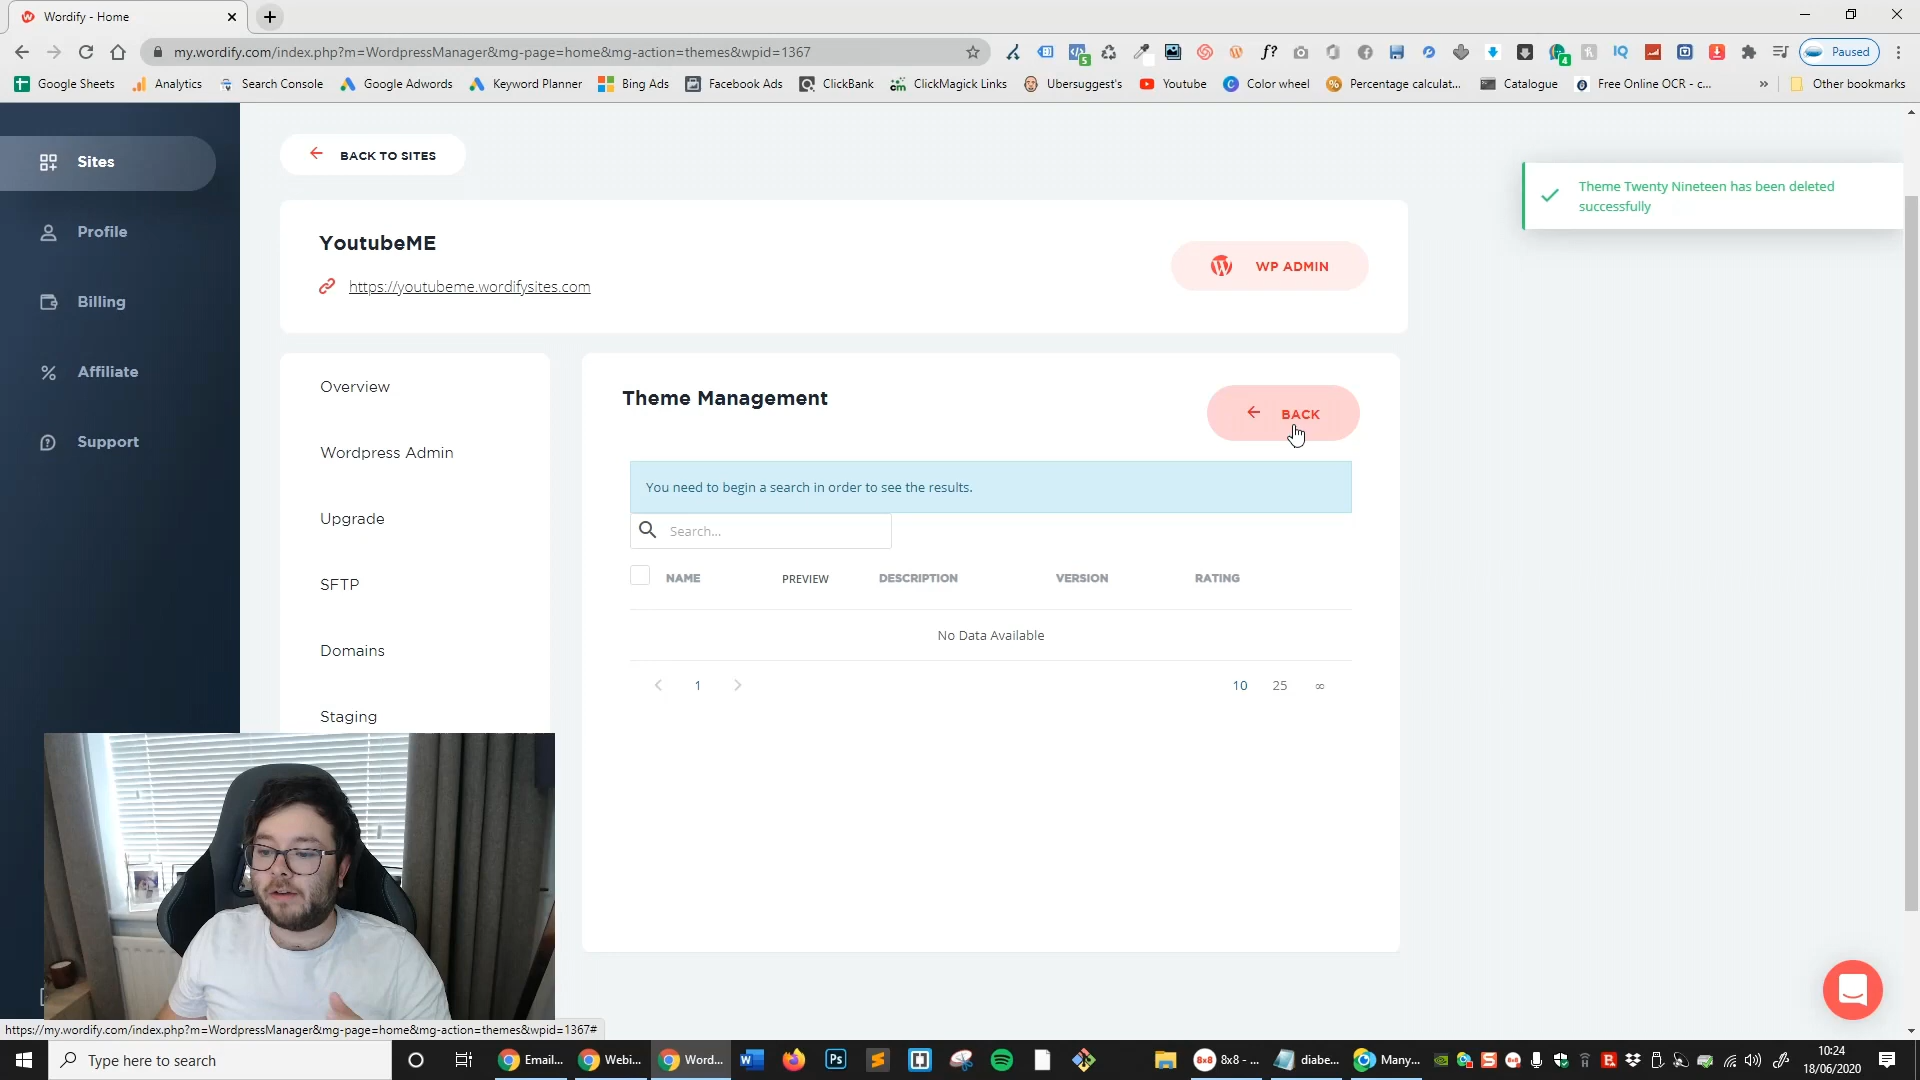 Wordify - Home
my.wordify.com/index.php?m=WordpressManager&mg-page=home&mg-action=themes&wpid=1367
Paused
Google Sheets
Analytics
Search Console
Google Adwords
Keyword Planner
Bing Ads
Facebook Ads
ClickBank
ClickMagick Links
Ubersuggest's
Youtube
Color wheel
Percentage calculat...
Catalogue
Free Online OCR - c...
Other bookmarks
Sites
Profile
Billing
Affiliate
Support
BACK TO SITES
Theme Twenty Nineteen has been deleted
successfully
YoutubeME
https://youtubeme.wordifysites.com
WP ADMIN
Overview
Wordpress Admin
Upgrade
SFTP
Domains
Staging
Theme Management
BACK
You need to begin a search in order to see the results.
Search...
NAME PREVIEW DESCRIPTION VERSION RATING
No Data Available
1
10 25 ∞
https://my.wordify.com/index.php?m=WordpressManager&mg-page=home&mg-action=themes&wpid=1367#
Type here to search
Email...
Webi...
Word...
8x8 - ...
diabe...
Many...
10:24
18/06/2020